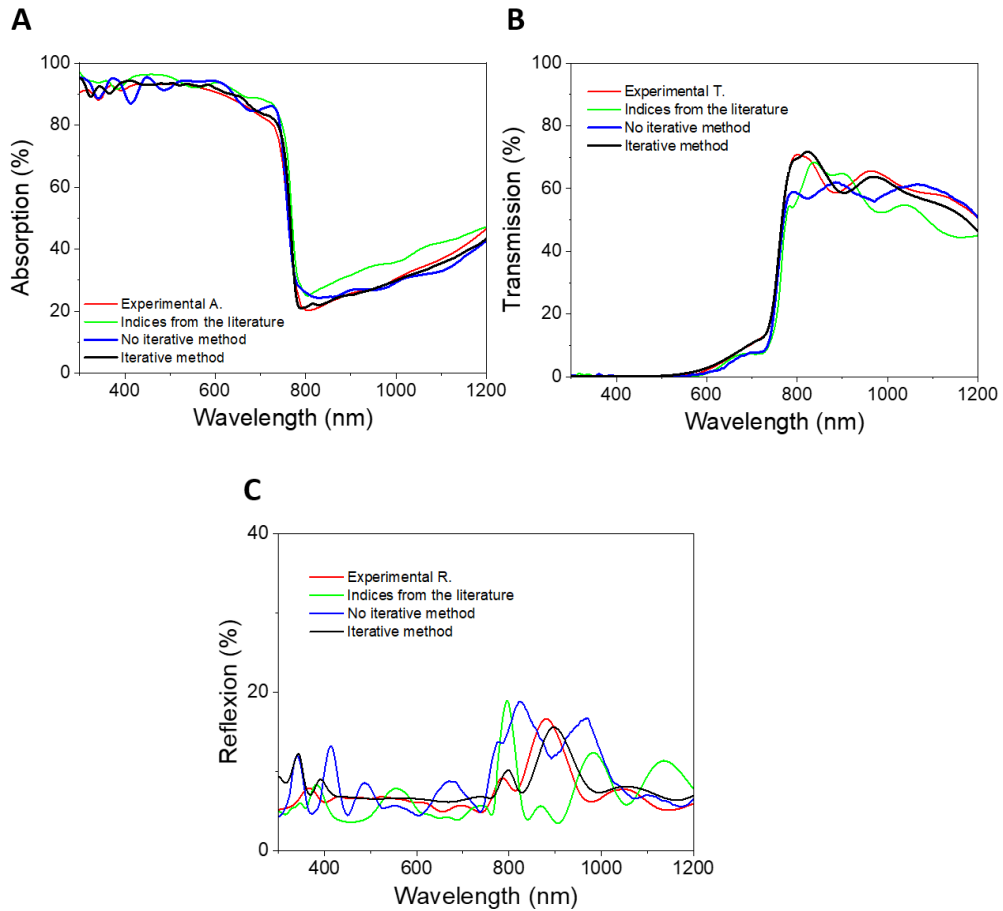 A
Absorption (%)
100
80
60
40
20
0
Experimental A.
Indices from the literature
No iterative method
Iterative method
400 600 800 1000 1200
Wavelength (nm)
B
Transmission (%)
100
80
60
40
20
0
Experimental T.
Indices from the literature
No iterative method
Iterative method
400 600 800 1000 1200
Wavelength (nm)
C
Reflexion (%)
40
20
0
Experimental R.
Indices from the literature
No iterative method
Iterative method
400 600 800 1000 1200
Wavelength (nm)